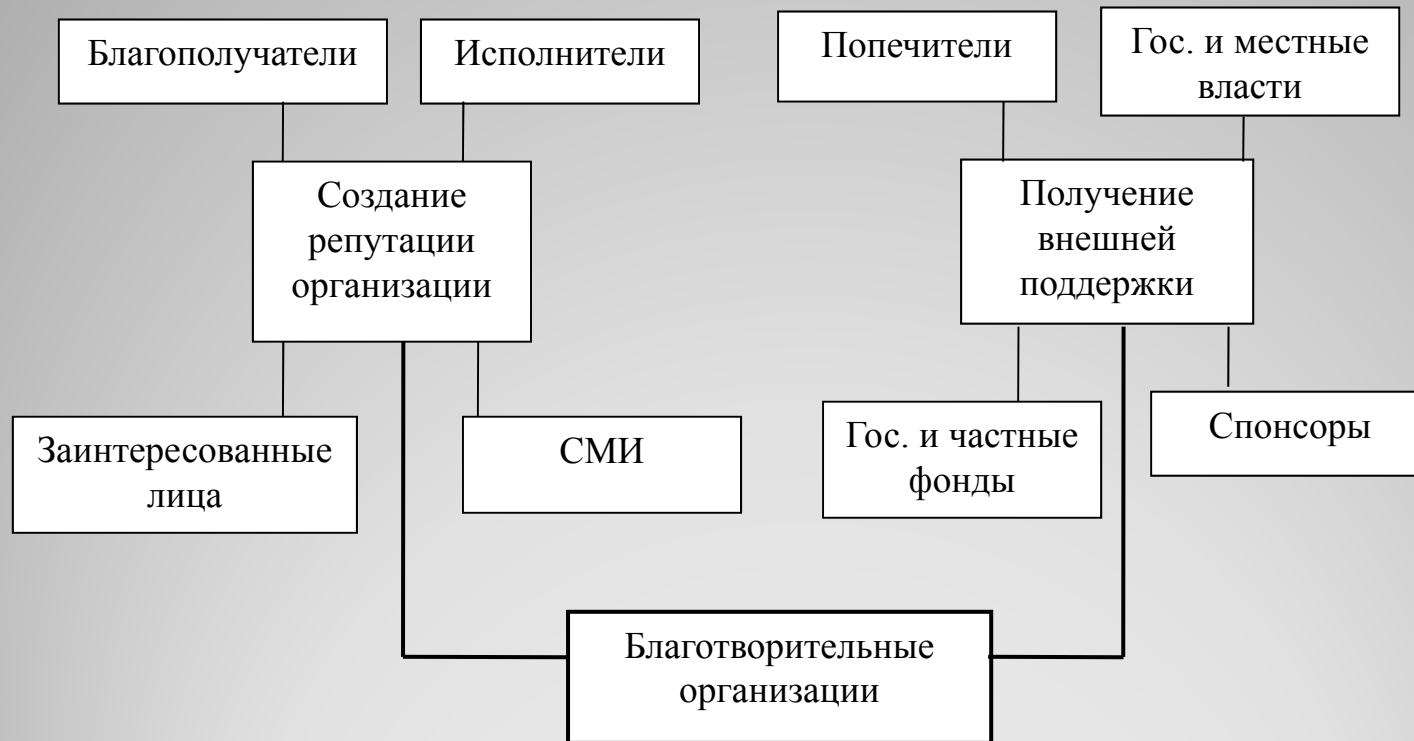 Благополучатели
Исполнители
Попечители
Гос. и местные
власти
Создание
репутации
организации
Получение
внешней
поддержки
Заинтересованные
лица
СМИ
Гос. и частные
фонды
Спонсоры
Благотворительные
организации